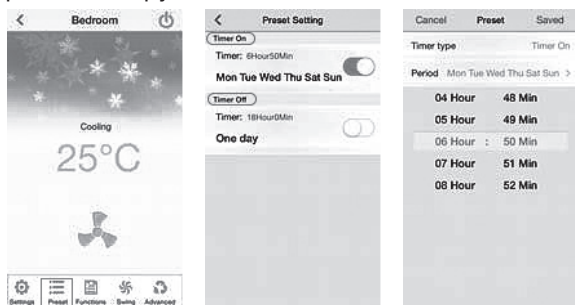 Bedroom
Cooling
25°C
Settings Preset Functions Swing Advanced
Preset Setting
Timer On
Timer: 6Hour50Min
Mon Tue Wed Thu Sat Sun
Timer Off
Timer: 18Hour0Min
One day
Cancel Preset Saved
Timer type Timer On
Period Mon Tue Wed Thu Sat Sun >
04 Hour 48 Min
05 Hour 49 Min
06 Hour : 50 Min
07 Hour 51 Min
08 Hour 52 Min